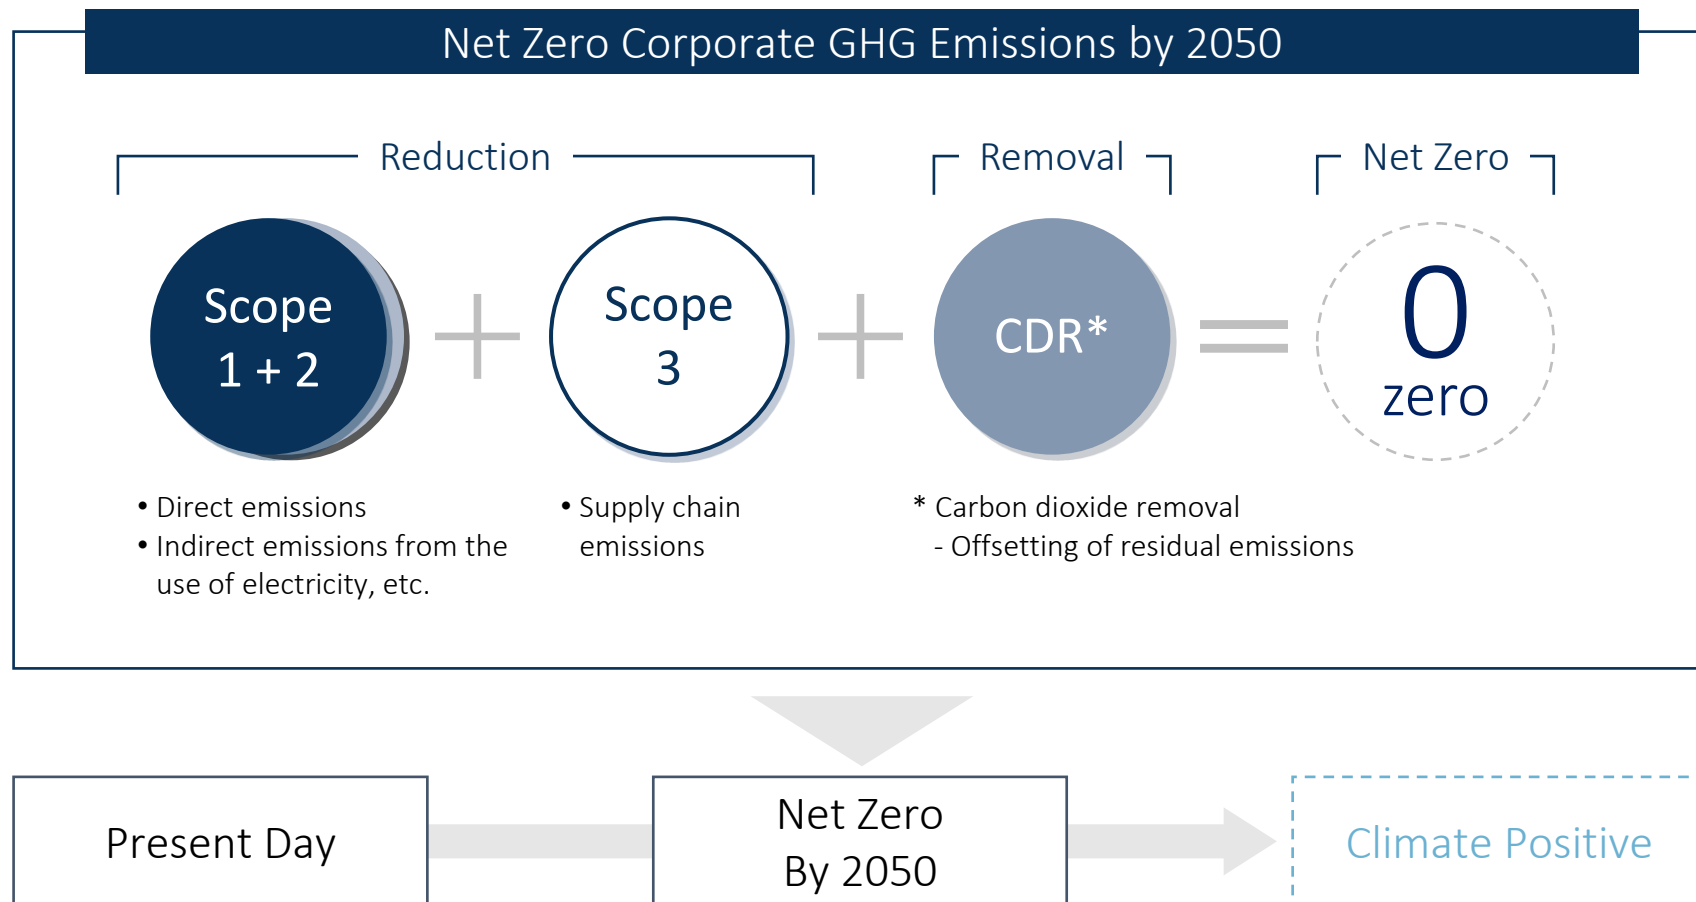 Net Zero Corporate GHG Emissions by 2050
Reduction
Removal
Net Zero
Scope
1 + 2
Scope
3
CDR*
0
zero
• Direct emissions
• Indirect emissions from the
use of electricity, etc.
• Supply chain
emissions
* Carbon dioxide removal
- Offsetting of residual emissions
Present Day
Net Zero
By 2050
Climate Positive